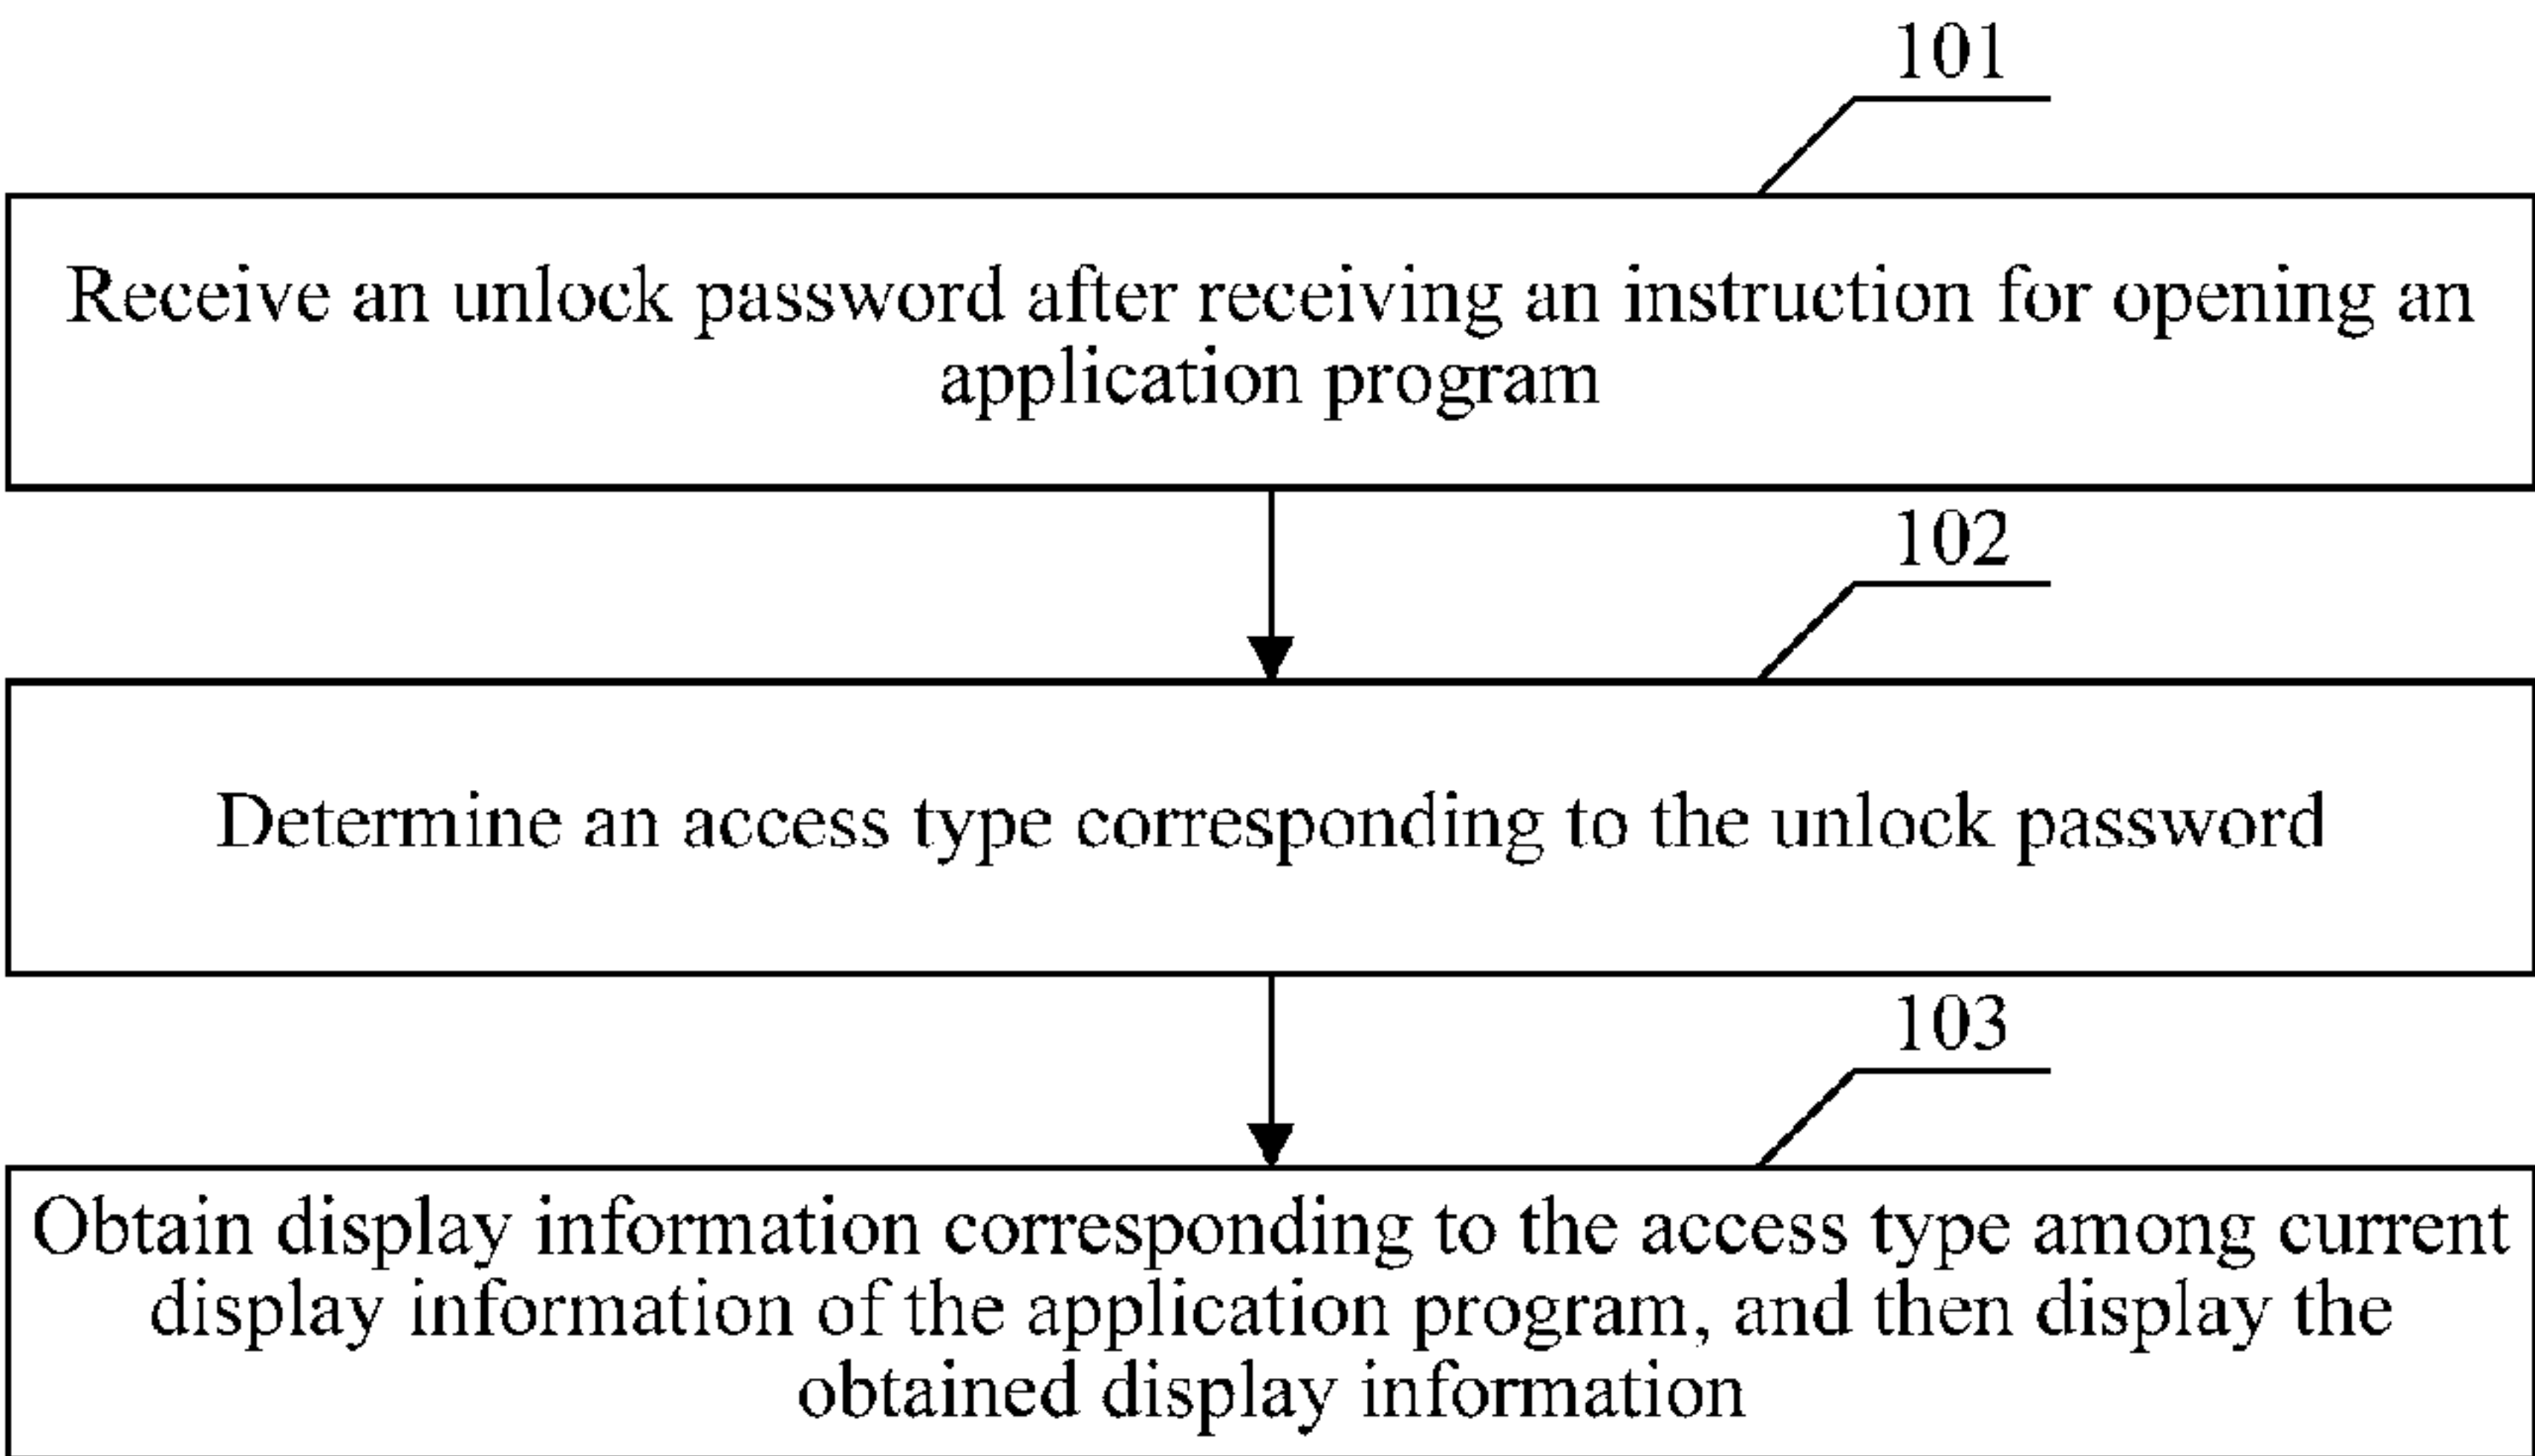 101
Receive an unlock password after receiving an instruction for opening an
application program
102
Determine an access type corresponding to the unlock password
103
Obtain display information corresponding to the access type among current
display information of the application program, and then display the
obtained display information